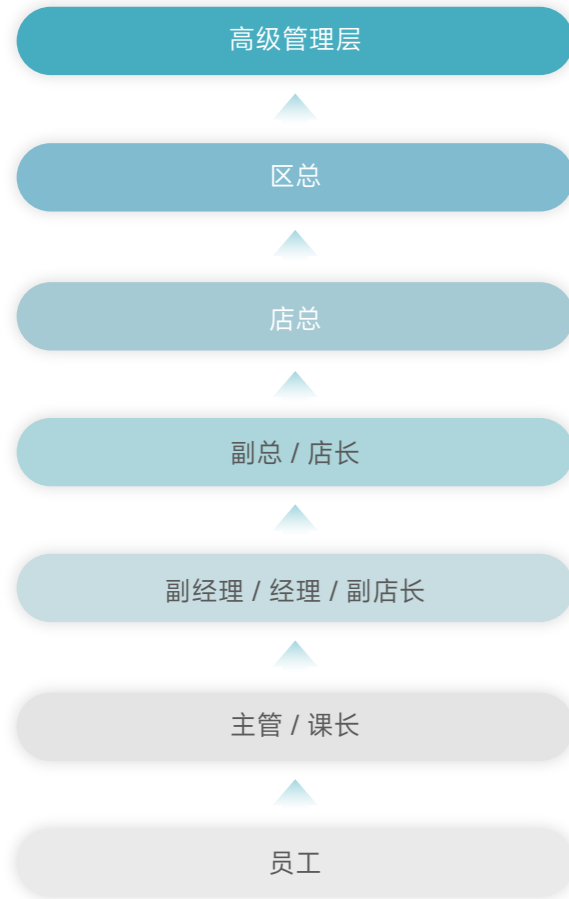 高级管理层
区总
店总
副总 / 店长
副经理 / 经理 / 副店长
主管 / 课长
员工